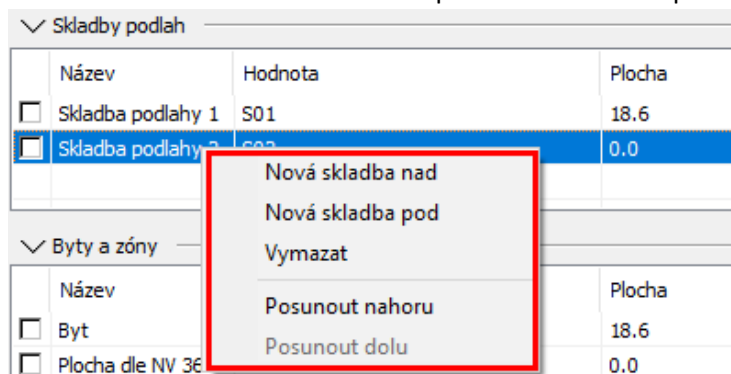 Skladby podlah
Název Hodnota Plocha
Skladba podlahy 1 S01 18.6
Skladba podlahy 0.0
Nová skladba nad
Nová skladba pod
Vymazat
Posunout nahoru
Posunout dolu
Byty a zóny
Název Plocha
Byt 18.6
Plocha dle NV 36 0.0